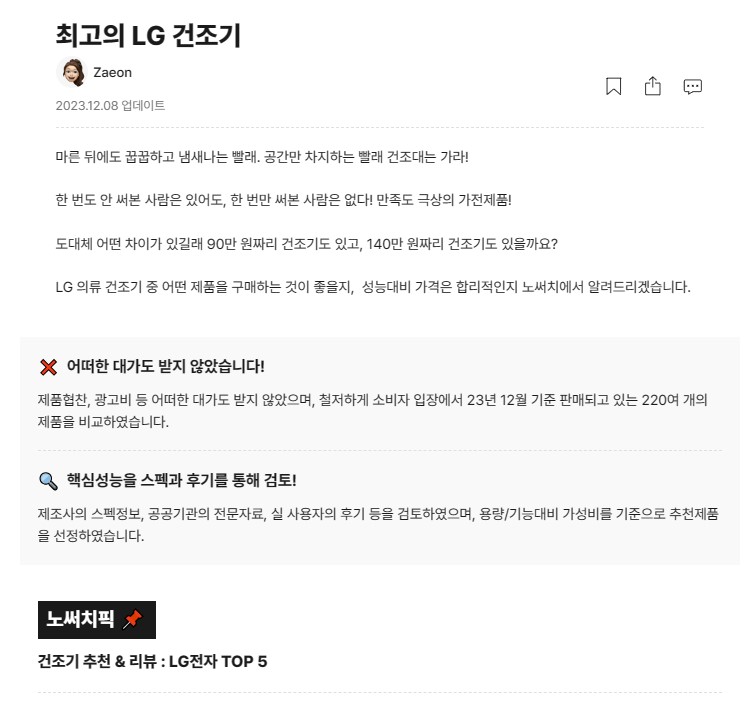 최고의 LG 건조기
Zaeon
2023.12.08 업데이트
마른 뒤에도 꿉꿉하고 냄새나는 빨래. 공간만 차지하는 빨래 건조대는 가라!
한 번도 안 써본 사람은 있어도, 한 번만 써본 사람은 없다! 만족도 극상의 가전제품!
도대체 어떤 차이가 있길래 90만 원짜리 건조기도 있고, 140만 원짜리 건조기도 있을까요?
LG 의류 건조기 중 어떤 제품을 구매하는 것이 좋을지,  성능대비 가격은 합리적인지 노써치에서 알려드리겠습니다.
어떠한 대가도 받지 않았습니다!
제품협찬, 광고비 등 어떠한 대가도 받지 않았으며, 철저하게 소비자 입장에서 23년 12월 기준 판매되고 있는 220여 개의
제품을 비교하였습니다.
핵심성능을 스펙과 후기를 통해 검토!
제조사의 스펙정보, 공공기관의 전문자료, 실 사용자의 후기 등을 검토하였으며, 용량/기능대비 가성비를 기준으로 추천제품
을 선정하였습니다.
노써치픽
건조기 추천 & 리뷰 : LG전자 TOP 5